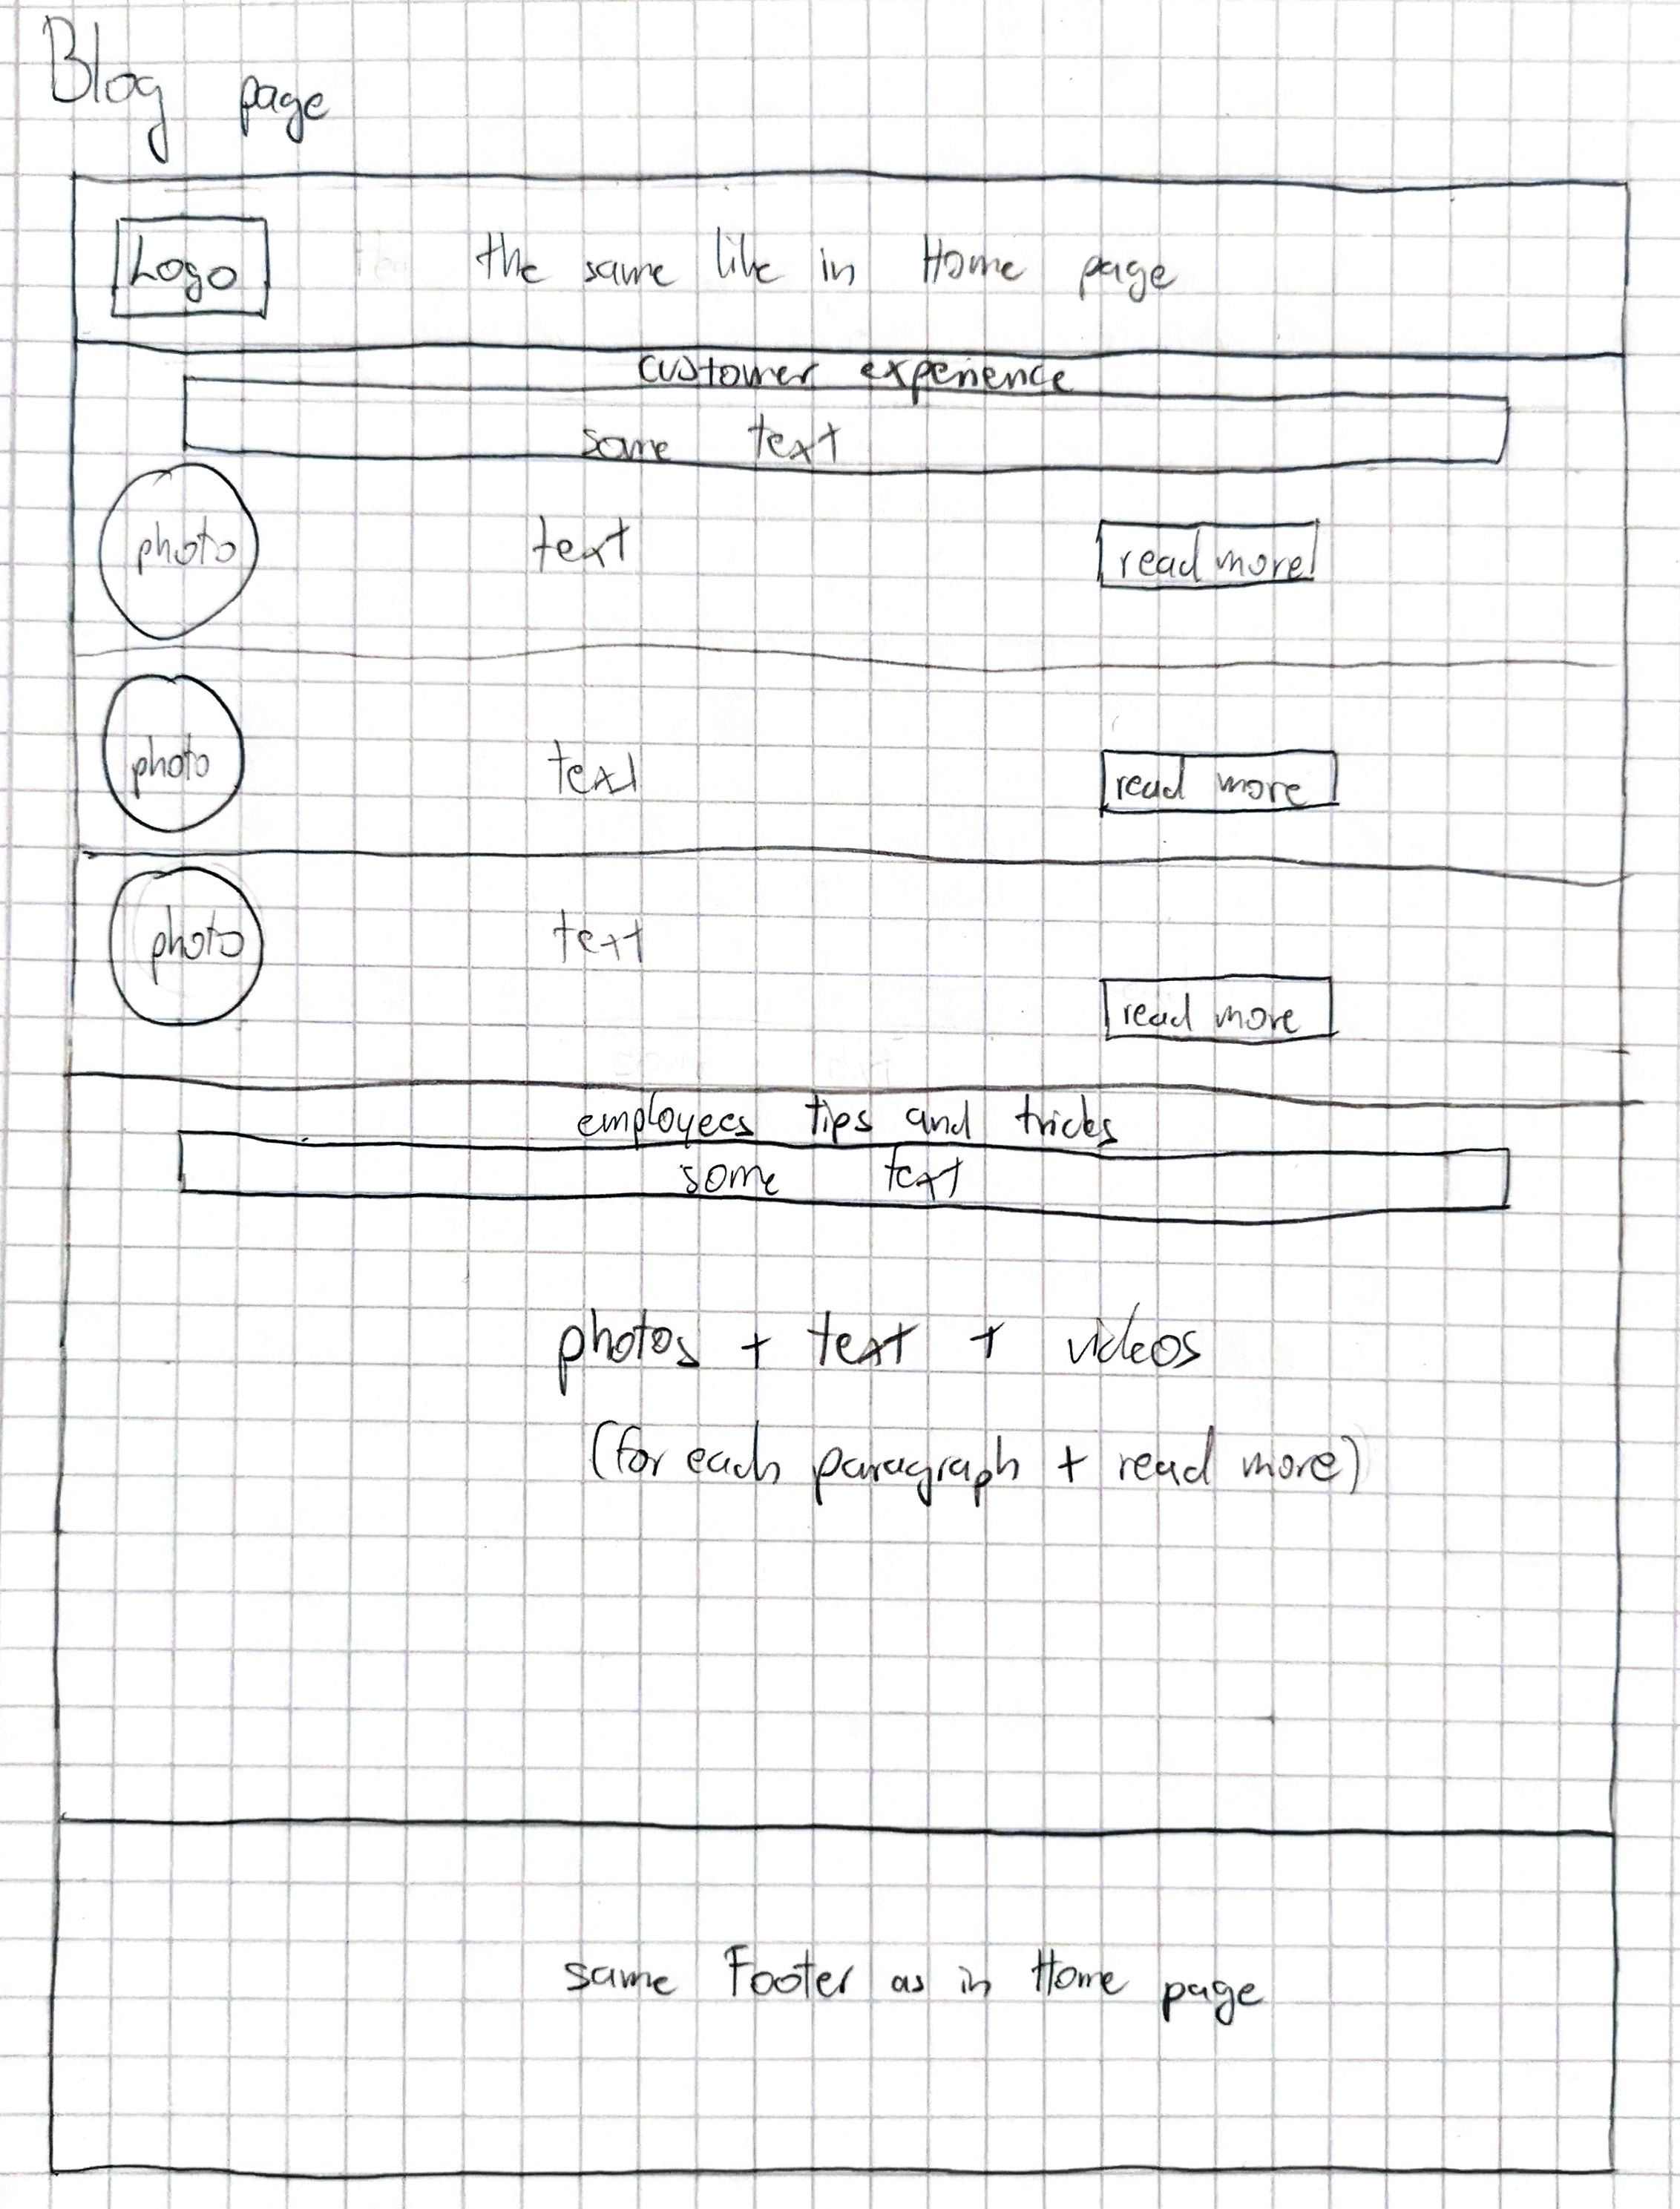 Blog page
Logo the same like in Home page
customer experience
some text
photo text read more
photo text read more
photo text
read more
employees tips and tricks
some text
photos + text + videos
(for each paragraph + read more)
same Footer as in Home page